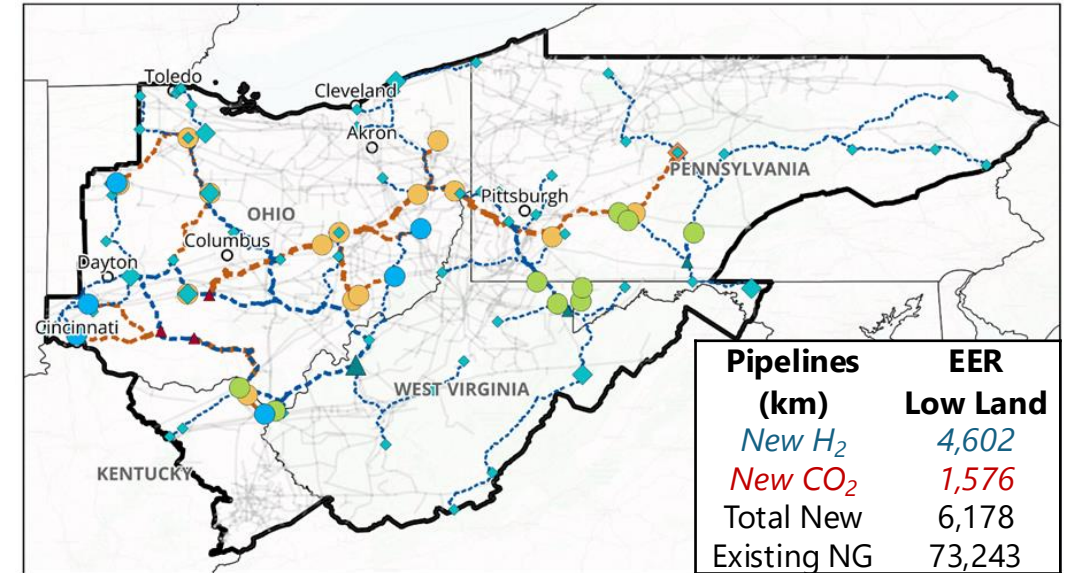 Toledo
Cleveland
Akron
PENNSYLVANIA
Pittsburgh
OHIO
Columbus
Dayton
Cincinnati
WEST VIRGINIA
KENTUCKY
Pipelines (km) EER Low Land
New H₂ 4,602
New CO₂ 1,576
Total New 6,178
Existing NG 73,243